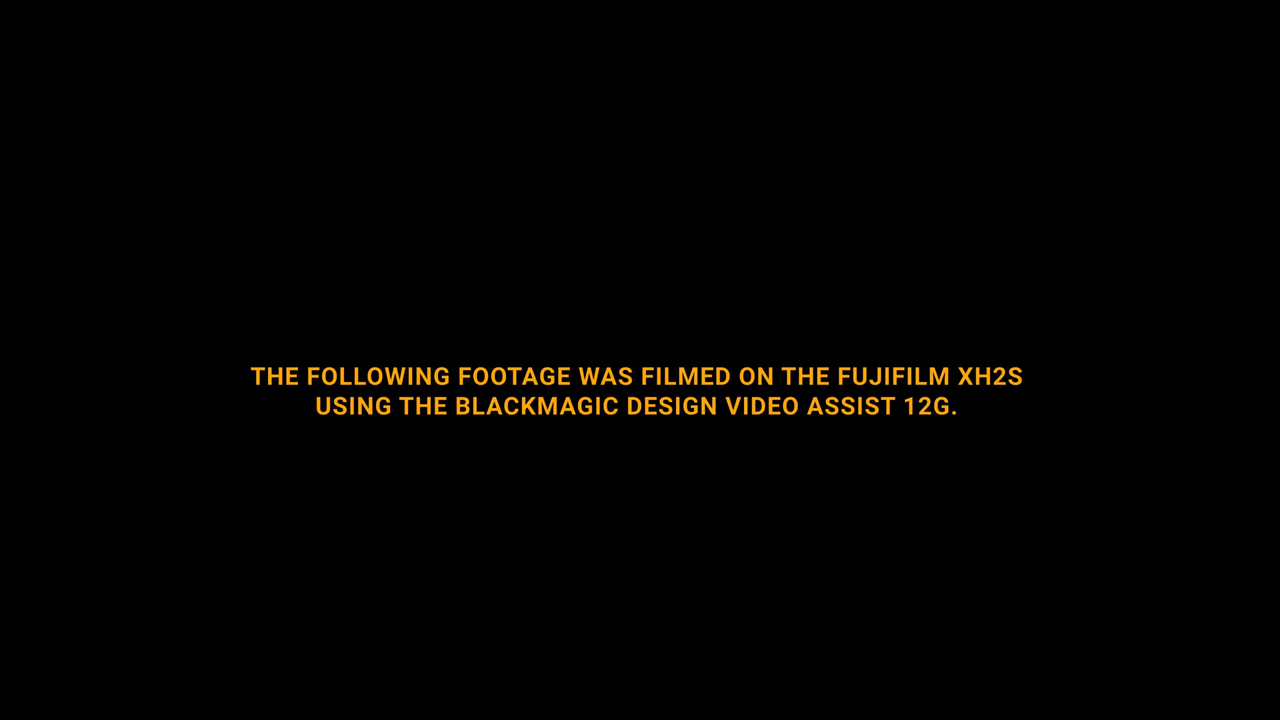 THE FOLLOWING FOOTAGE WAS FILMED ON THE FUJIFILM XH2S
USING THE BLACKMAGIC DESIGN VIDEO ASSIST 12G.